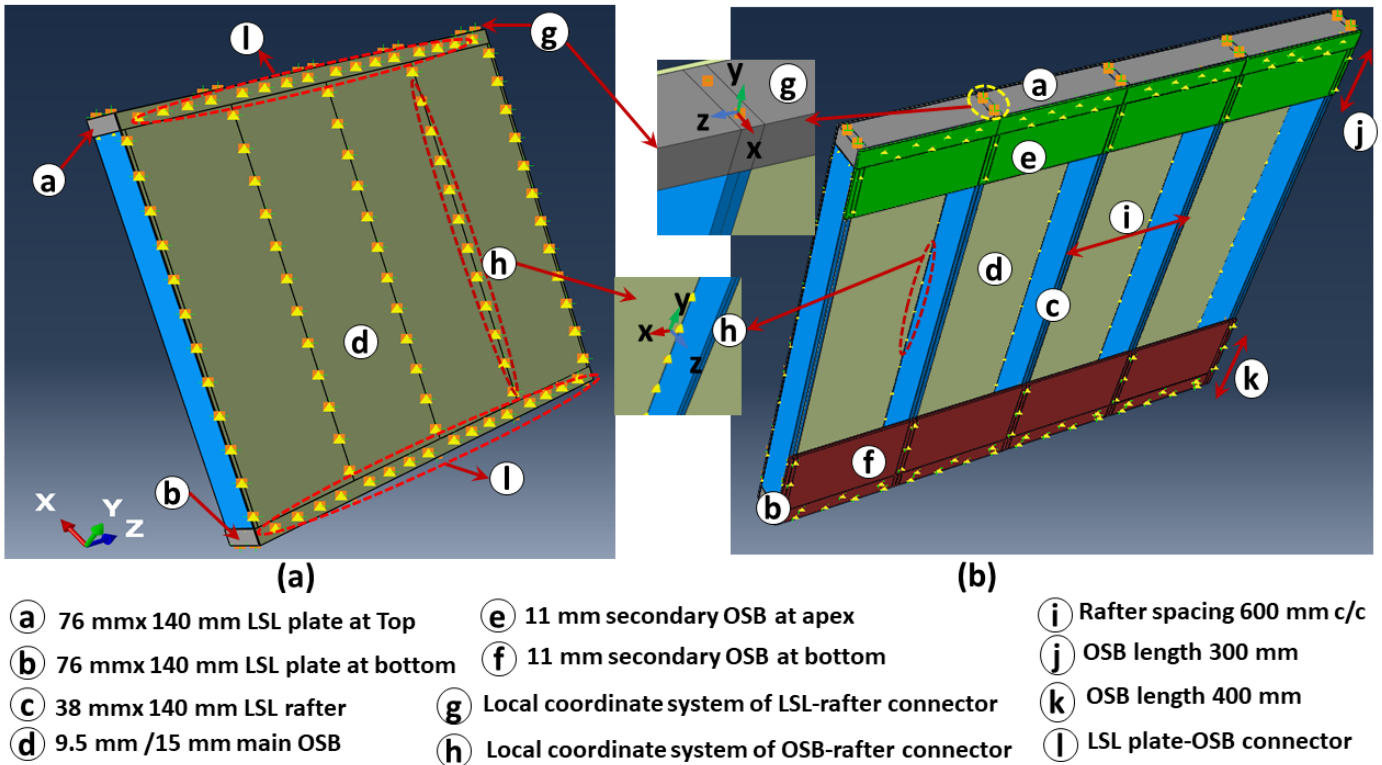 l
g
a
h
d
l
b
X
Y
Z
(a)
y
g
z
x
y
x
z
h
a
j
e
i
d
c
k
f
b
(b)
a 76 mmx 140 mm LSL plate at Top
b 76 mmx 140 mm LSL plate at bottom
c 38 mmx 140 mm LSL rafter
d 9.5 mm /15 mm main OSB
e 11 mm secondary OSB at apex
f 11 mm secondary OSB at bottom
g Local coordinate system of LSL-rafter connector
h Local coordinate system of OSB-rafter connector
i Rafter spacing 600 mm c/c
j OSB length 300 mm
k OSB length 400 mm
l LSL plate-OSB connector